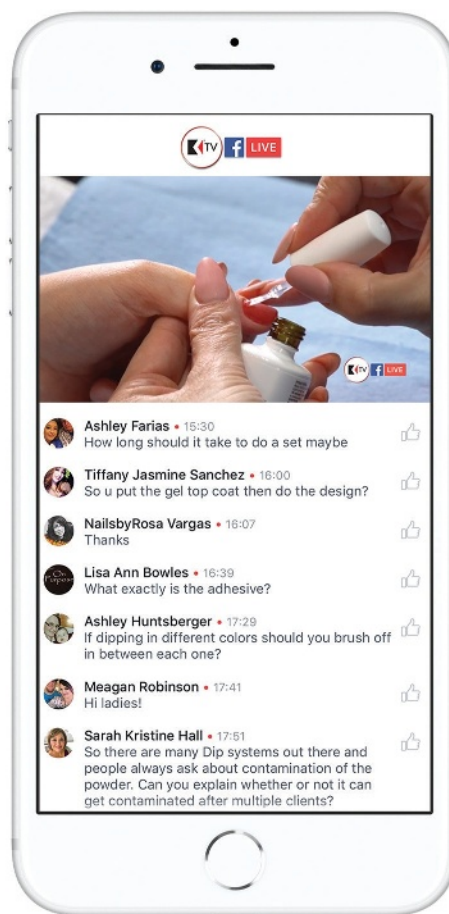 K TV f LIVE
K TV f LIVE
Ashley Farias • 15:30
How long should it take to do a set maybe
Tiffany Jasmine Sanchez • 16:00
So u put the gel top coat then do the design?
NailsbyRosa Vargas • 16:07
Thanks
Lisa Ann Bowles • 16:39
On Purpose
What exactly is the adhesive?
Ashley Huntsberger • 17:29
If dipping in different colors should you brush off
in between each one?
Meagan Robinson • 17:41
Hi ladies!
Sarah Kristine Hall • 17:51
So there are many Dip systems out there and
people always ask about contamination of the
powder. Can you explain whether or not it can
get contaminated after multiple clients?